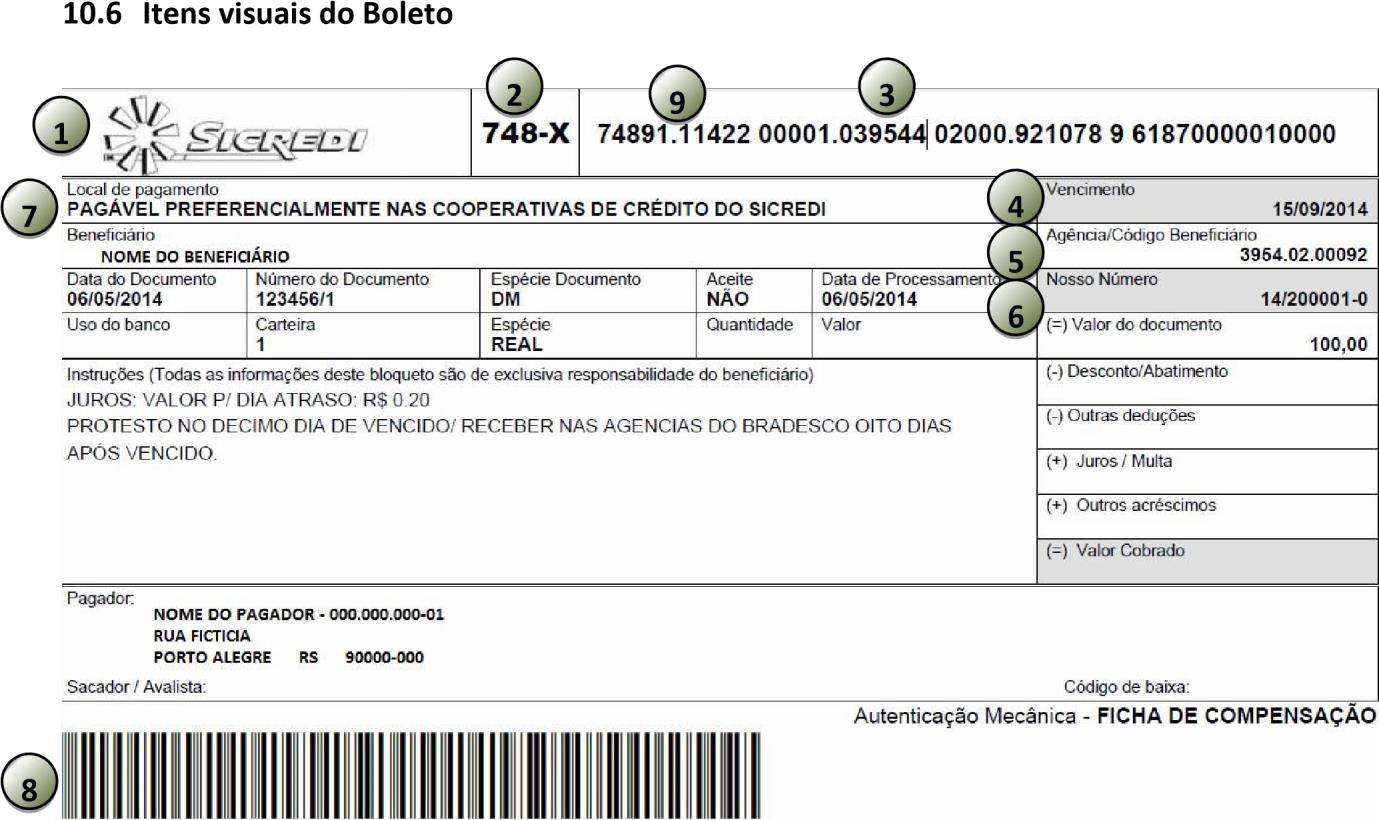 10.6 Itens visuais do Boleto
2
9
3
1
SICREDI
748-X
74891.11422 00001.039544 02000.921078 9 61870000010000
7
Local de pagamento
PAGÁVEL PREFERENCIALMENTE NAS COOPERATIVAS DE CRÉDITO DO SICREDI
4
Vencimento
15/09/2014
Beneficiário
NOME DO BENEFICIÁRIO
5
Agência/Código Beneficiário
3954.02.00092
Data do Documento
06/05/2014
Número do Documento
123456/1
Espécie Documento
DM
Aceite
NÃO
Data de Processamento
06/05/2014
6
Nosso Número
14/200001-0
Uso do banco
Carteira
1
Espécie
REAL
Quantidade
Valor
(=) Valor do documento
100,00
Instruções (Todas as informações deste bloqueto são de exclusiva responsabilidade do beneficiário)
JUROS: VALOR P/ DIA ATRASO: R$ 0.20
PROTESTO NO DECIMO DIA DE VENCIDO/ RECEBER NAS AGENCIAS DO BRADESCO OITO DIAS
APÓS VENCIDO.
(-) Desconto/Abatimento
(-) Outras deduções
(+) Juros / Multa
(+) Outros acréscimos
(=) Valor Cobrado
Pagador:
NOME DO PAGADOR - 000.000.000-01
RUA FICTICIA
PORTO ALEGRE RS 90000-000
Sacador / Avalista:
Código de baixa:
Autenticação Mecânica - FICHA DE COMPENSAÇÃO
8